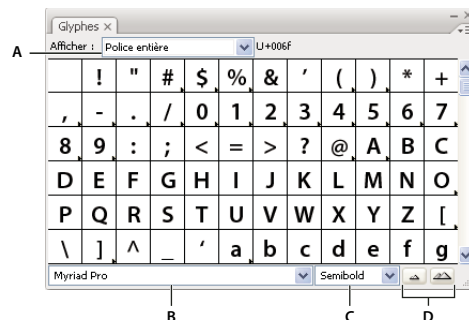 Glyphes ×
A
Afficher : Police entière U+006f
! " # $ % & ' ( ) * +
, - . / 0 1 2 3 4 5 6 7
8 9 : ; < = > ? @ A B C
D E F G H I J K L M N O
P Q R S T U V W X Y Z [
\ ] ^ _ ‘ a b c d e f g
Myriad Pro Semibold
B C D